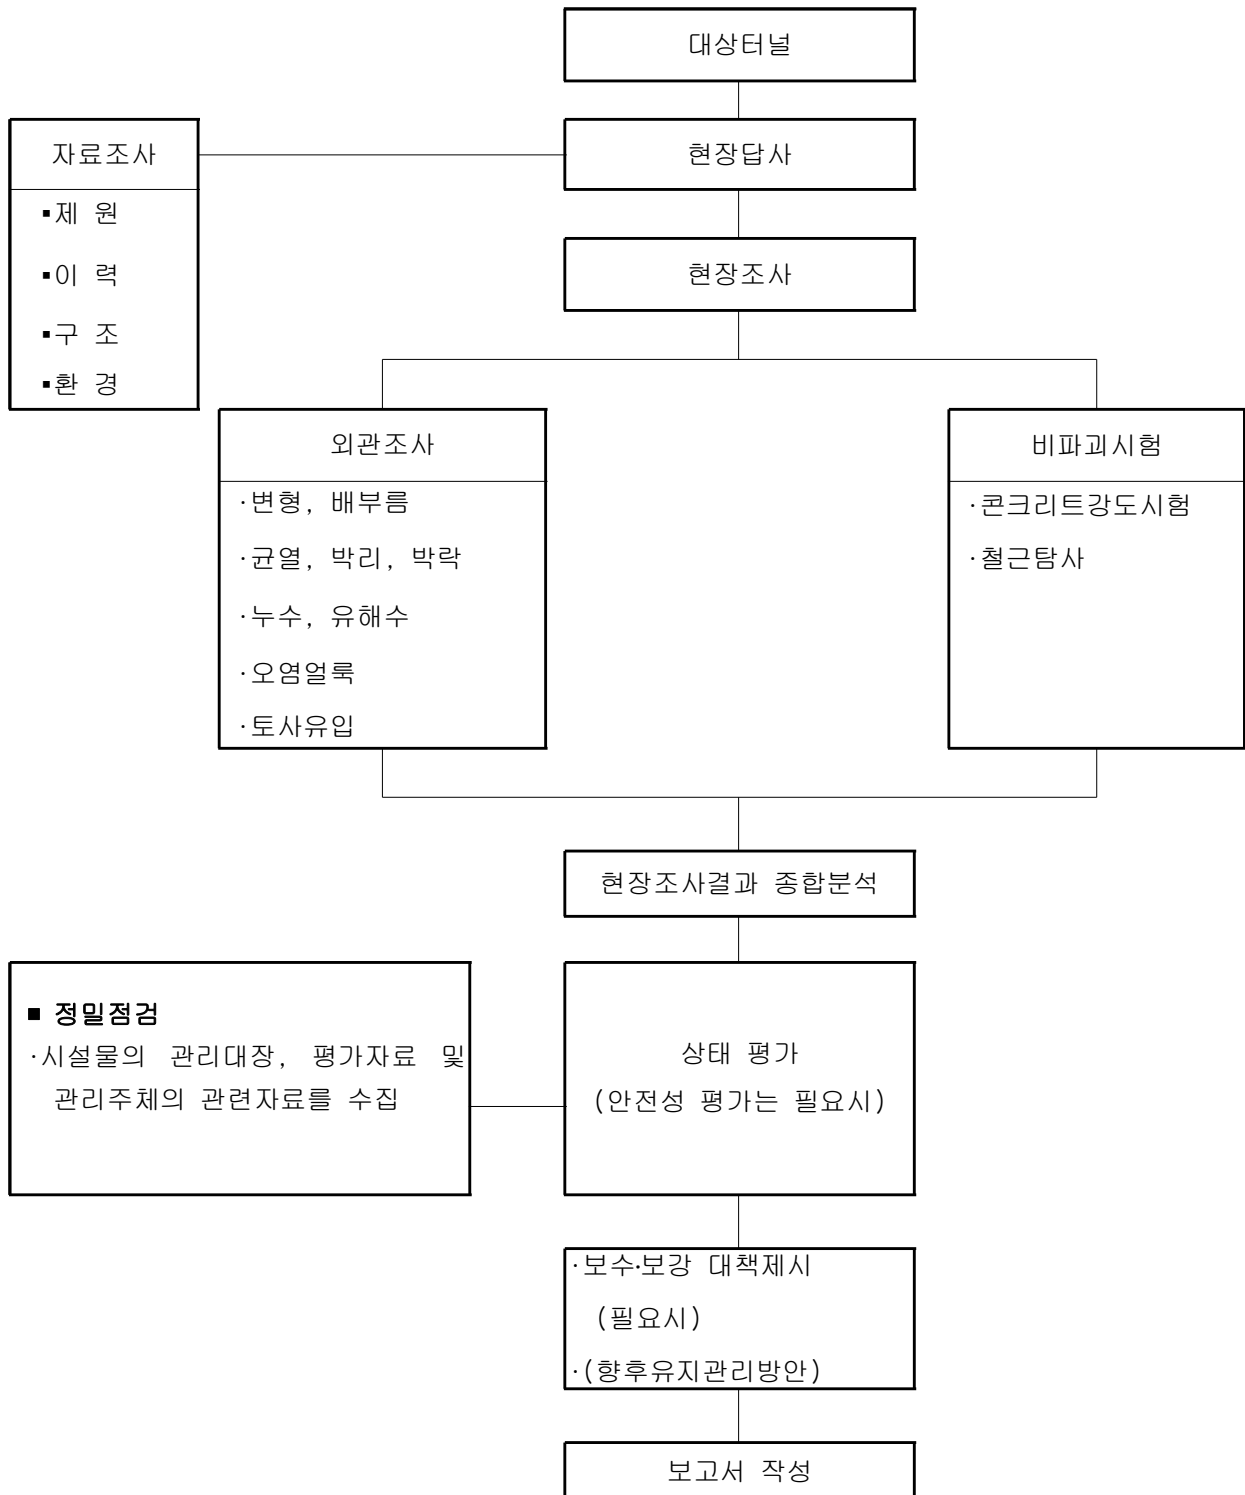 대상터널
자료조사
▪제 원
▪이 력
▪구 조
▪환 경
현장답사
현장조사
외관조사
·변형, 배부름
·균열, 박리, 박락
·누수, 유해수
·오염얼룩
·토사유입
비파괴시험
·콘크리트강도시험
·철근탐사
현장조사결과 종합분석
■ 정밀점검
·시설물의 관리대장, 평가자료 및
관리주체의 관련자료를 수집
상태 평가
(안전성 평가는 필요시)
·보수·보강 대책제시
(필요시)
·(향후유지관리방안)
보고서 작성